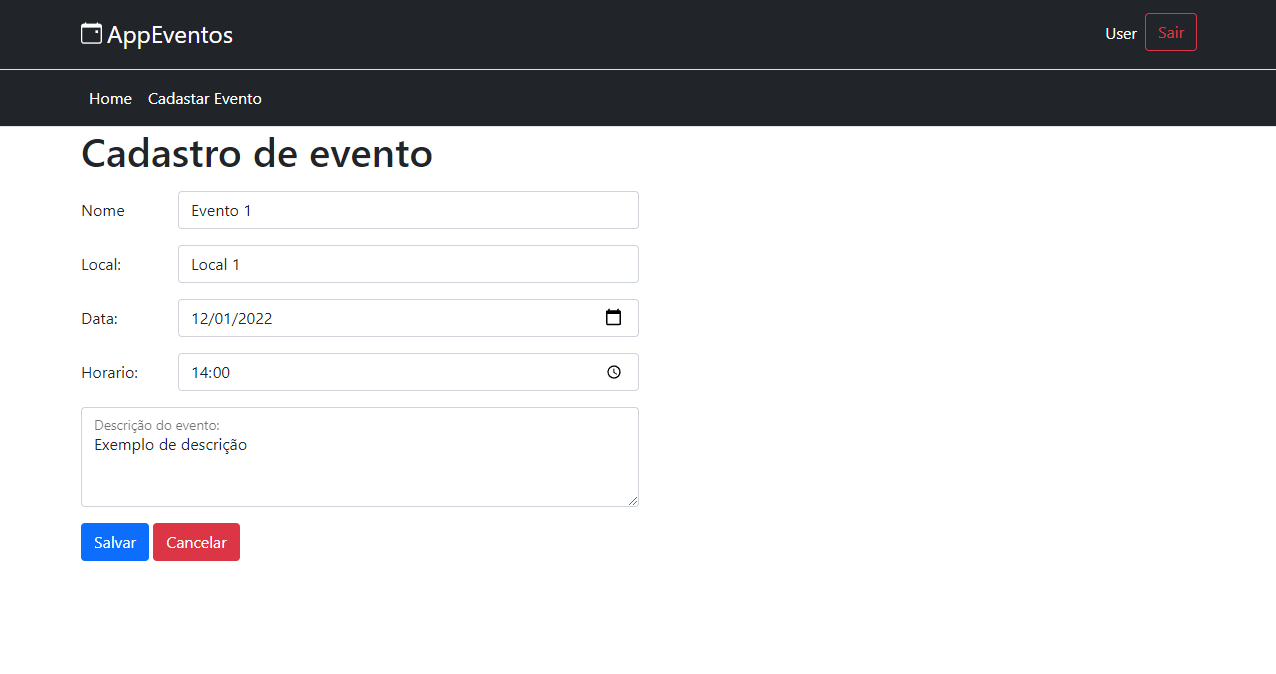 AppEventos
User Sair
Home Cadastar Evento
Cadastro de evento
Nome Evento 1
Local: Local 1
Data: 12/01/2022
Horario: 14:00
Descrição do evento:
Exemplo de descrição
Salvar Cancelar